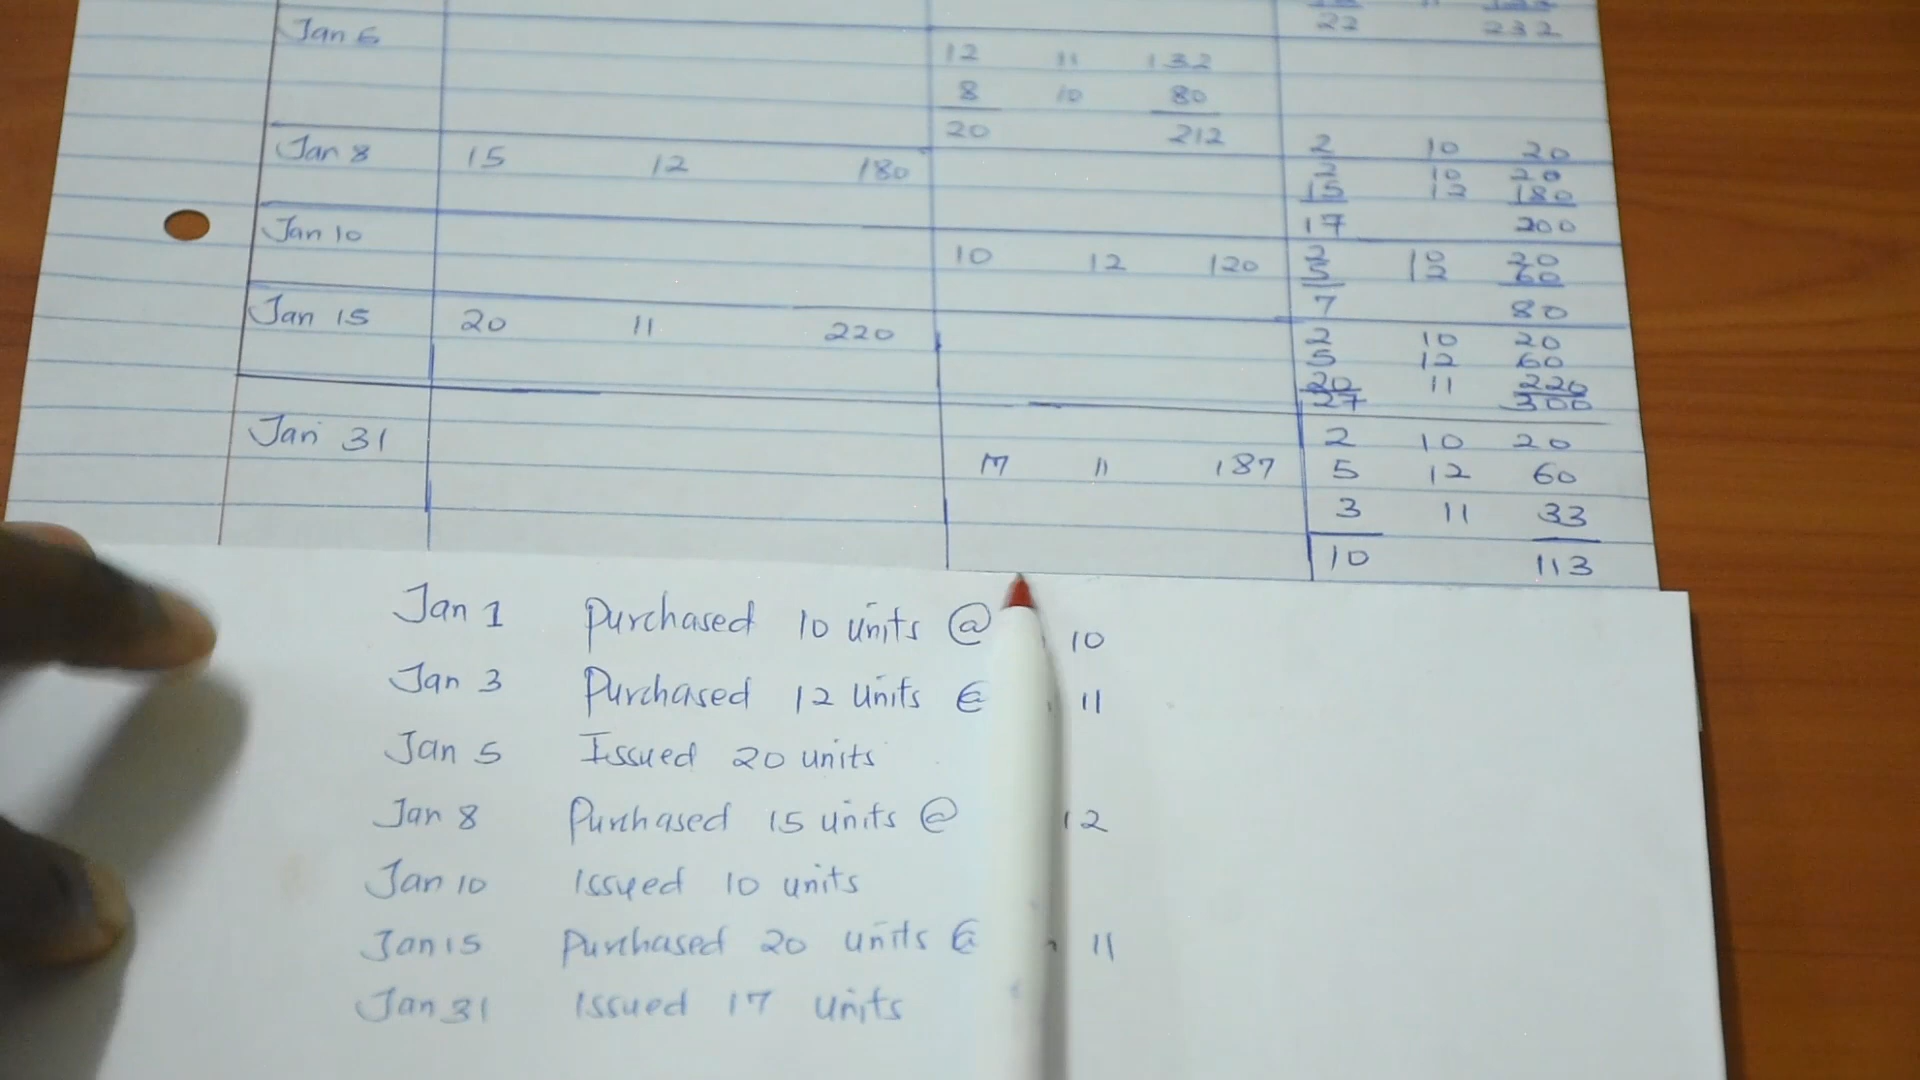 22 232
Jan 6
12 11 132
8 10 80
20 212 2 10 20
Jan 8 15 12 180 2 10 20
15 12 180
17 200
Jan 10 10 12 120 2 10 20
5 12 60
7 80
Jan 15 20 11 220 2 10 20
5 12 60
20 11 220
27 300
Jan 31 2 10 20
17 11 187 5 12 60
3 11 33
10 113
Jan 1 Purchased 10 units @ 10
Jan 3 Purchased 12 units @ 11
Jan 5 Issued 20 units
Jan 8 Purchased 15 units @ 12
Jan 10 Issued 10 units
Jan 15 Purchased 20 units @ 11
Jan 31 Issued 17 units